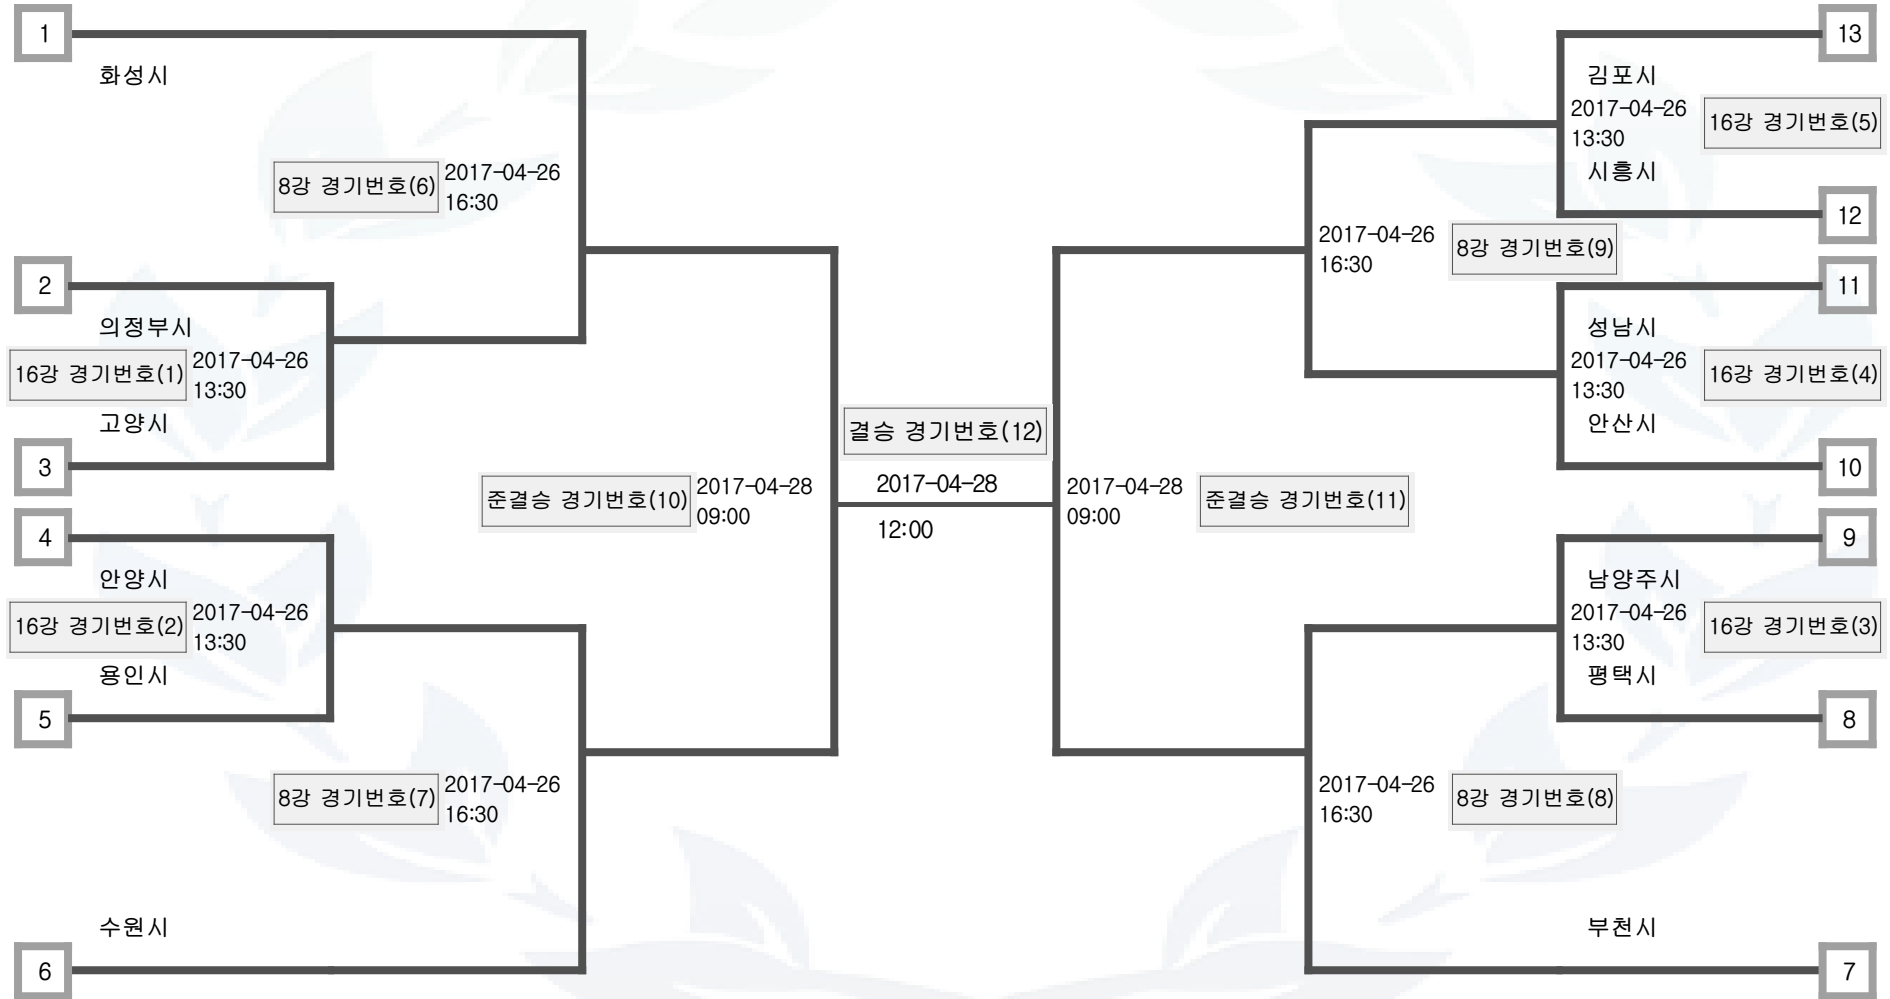 1
화성시
8강 경기번호(6)
2017-04-26
16:30
2
의정부시
16강 경기번호(1)
2017-04-26
13:30
고양시
3
4
안양시
16강 경기번호(2)
2017-04-26
13:30
용인시
5
8강 경기번호(7)
2017-04-26
16:30
수원시
6
준결승 경기번호(10)
2017-04-28
09:00
결승 경기번호(12)
2017-04-28
12:00
2017-04-28
09:00
준결승 경기번호(11)
13
김포시
2017-04-26
13:30
16강 경기번호(5)
시흥시
12
2017-04-26
16:30
8강 경기번호(9)
11
성남시
2017-04-26
13:30
16강 경기번호(4)
안산시
10
9
남양주시
2017-04-26
13:30
16강 경기번호(3)
평택시
8
2017-04-26
16:30
8강 경기번호(8)
부천시
7